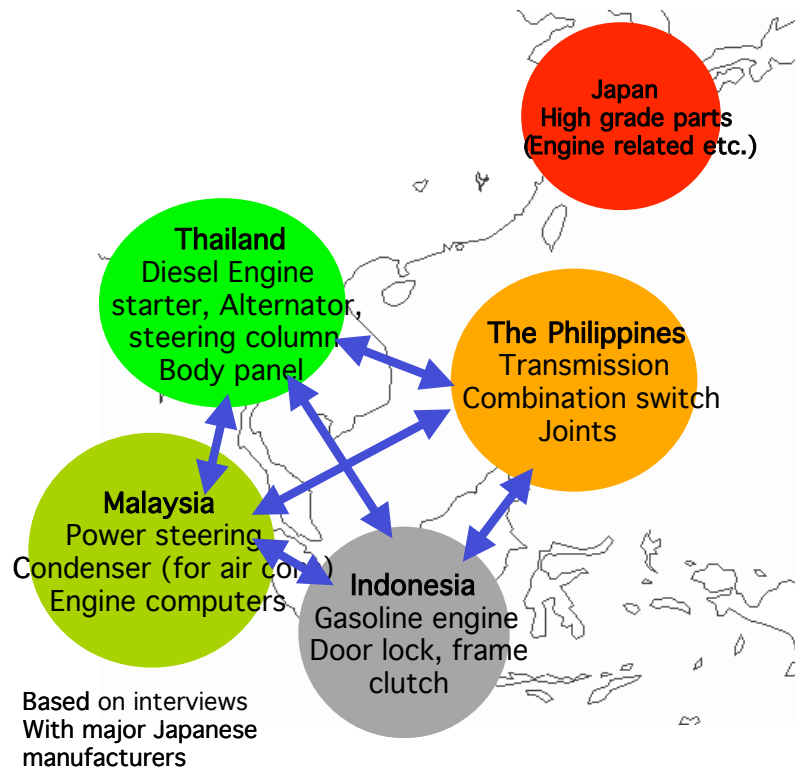 Japan
High grade parts
(Engine related etc.)
Thailand
Diesel Engine
starter, Alternator,
steering column
Body panel
The Philippines
Transmission
Combination switch
Joints
Malaysia
Power steering
Condenser (for air con.)
Engine computers
Indonesia
Gasoline engine
Door lock, frame
clutch
Based on interviews
With major Japanese
manufacturers